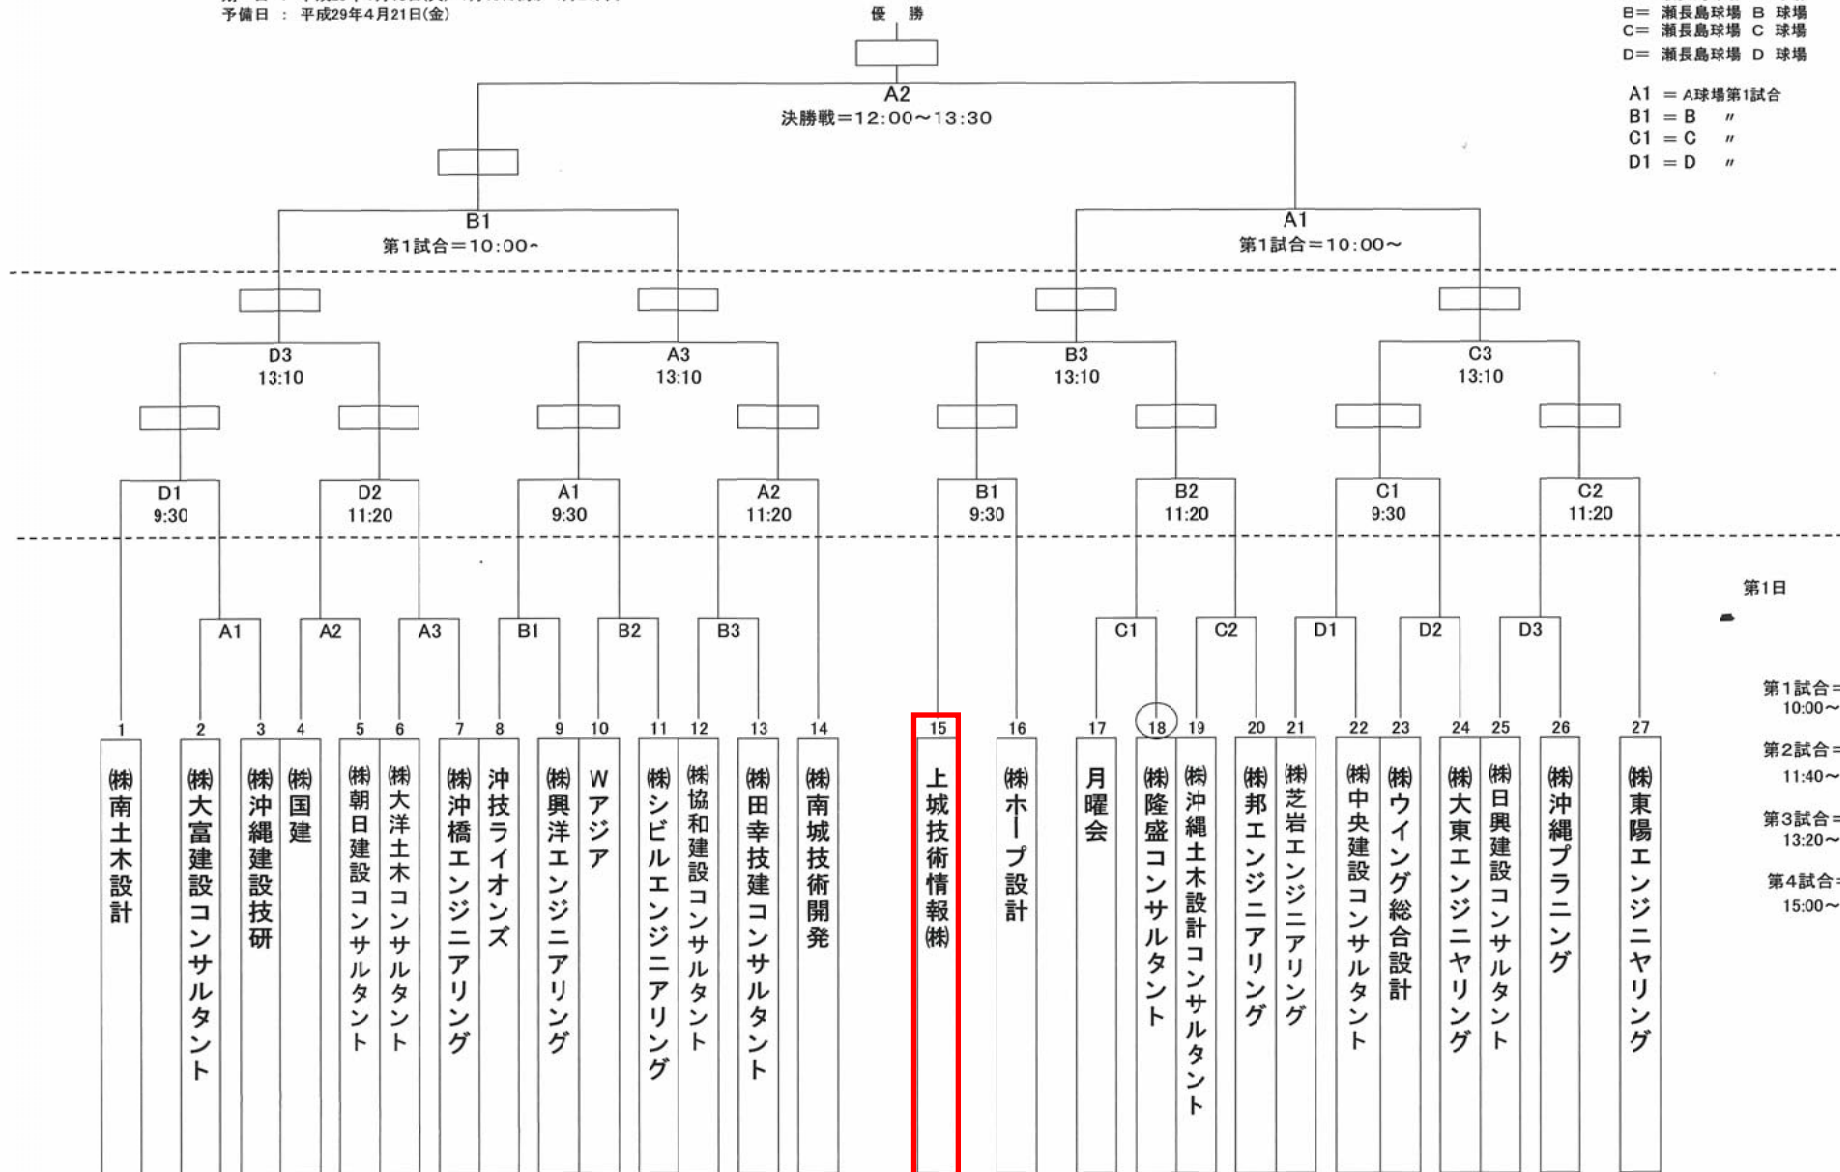 予備日 : 平成29年4月21日(金)
優 勝
B= 瀬長島球場 B 球場
C= 瀬長島球場 C 球場
D= 瀬長島球場 D 球場
A1 =A球場第1試合
B1 =B 〃
C1 =C 〃
D1 =D 〃
A2
決勝戦=12:00～13:30
B1
第1試合=10:00～
A1
第1試合=10:00～
D3
13:10
A3
13:10
B3
13:10
C3
13:10
D1
9:30
D2
11:20
A1
9:30
A2
11:20
B1
9:30
B2
11:20
C1
9:30
C2
11:20
第1日
A1
A2
A3
B1
B2
B3
C1
C2
D1
D2
D3
第1試合=
10:00～
第2試合=
11:40～
第3試合=
13:20～
第4試合=
15:00～
1 ㈱南土木設計
2 ㈱大富建設コンサルタント
3 ㈱沖縄建設技研
4 ㈱国建
5 ㈱朝日建設コンサルタント
6 ㈱大洋土木コンサルタント
7 ㈱沖橋エンジニアリング
8 沖技ライオンズ
9 ㈱興洋エンジニアリング
10 Wアジア
11 ㈱シビルエンジニアリング
12 ㈱協和建設コンサルタント
13 ㈱田幸技建コンサルタント
14 ㈱南城技術開発
15 上城技術情報㈱
16 ㈱ホープ設計
17 月曜会
18 ㈱隆盛コンサルタント
19 ㈱沖縄土木設計コンサルタント
20 ㈱邦エンジニアリング
21 ㈱芝岩エンジニアリング
22 ㈱中央建設コンサルタント
23 ㈱ウイング総合設計
24 ㈱大東エンジニヤリング
25 ㈱日興建設コンサルタント
26 ㈱沖縄プラニング
27 ㈱東陽エンジニヤリング